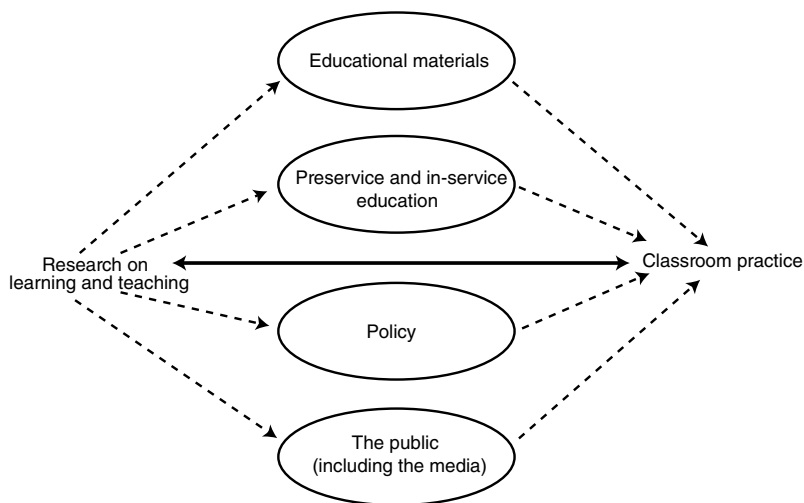 Educational materials
Preservice and in-service
education
Research on
learning and teaching
Classroom practice
Policy
The public
(including the media)